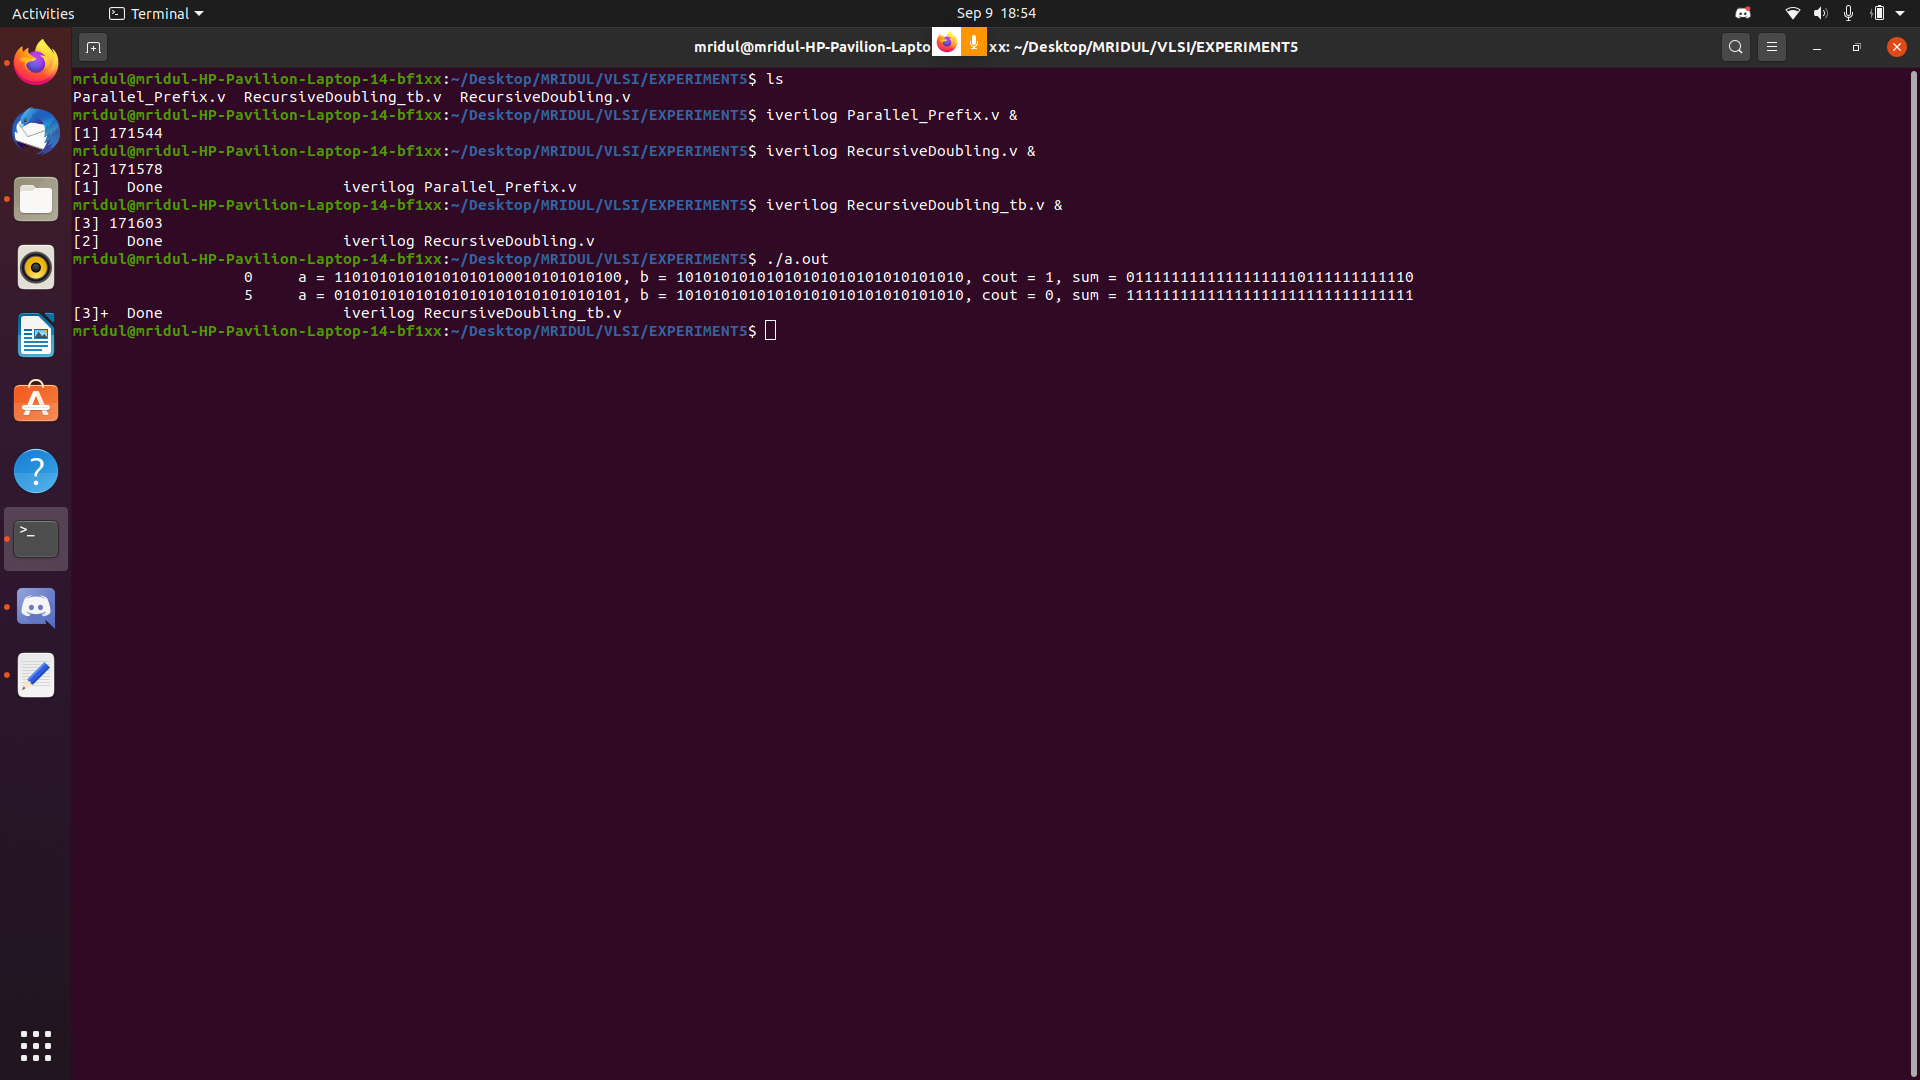 Activities Terminal Sep 9 18:54
mridul@mridul-HP-Pavilion-Lapto xx: ~/Desktop/MRIDUL/VLSI/EXPERIMENT5
mridul@mridul-HP-Pavilion-Laptop-14-bf1xx:~/Desktop/MRIDUL/VLSI/EXPERIMENT5$ ls
Parallel_Prefix.v  RecursiveDoubling_tb.v  RecursiveDoubling.v
mridul@mridul-HP-Pavilion-Laptop-14-bf1xx:~/Desktop/MRIDUL/VLSI/EXPERIMENT5$ iverilog Parallel_Prefix.v &
[1] 171544
mridul@mridul-HP-Pavilion-Laptop-14-bf1xx:~/Desktop/MRIDUL/VLSI/EXPERIMENT5$ iverilog RecursiveDoubling.v &
[2] 171578
[1]   Done                    iverilog Parallel_Prefix.v
mridul@mridul-HP-Pavilion-Laptop-14-bf1xx:~/Desktop/MRIDUL/VLSI/EXPERIMENT5$ iverilog RecursiveDoubling_tb.v &
[3] 171603
[2]   Done                    iverilog RecursiveDoubling.v
mridul@mridul-HP-Pavilion-Laptop-14-bf1xx:~/Desktop/MRIDUL/VLSI/EXPERIMENT5$ ./a.out
                   0     a = 11010101010101010100010101010100, b = 10101010101010101010101010101010, cout = 1, sum = 01111111111111111110111111111110
                   5     a = 01010101010101010101010101010101, b = 10101010101010101010101010101010, cout = 0, sum = 11111111111111111111111111111111
[3]+  Done                    iverilog RecursiveDoubling_tb.v
mridul@mridul-HP-Pavilion-Laptop-14-bf1xx:~/Desktop/MRIDUL/VLSI/EXPERIMENT5$